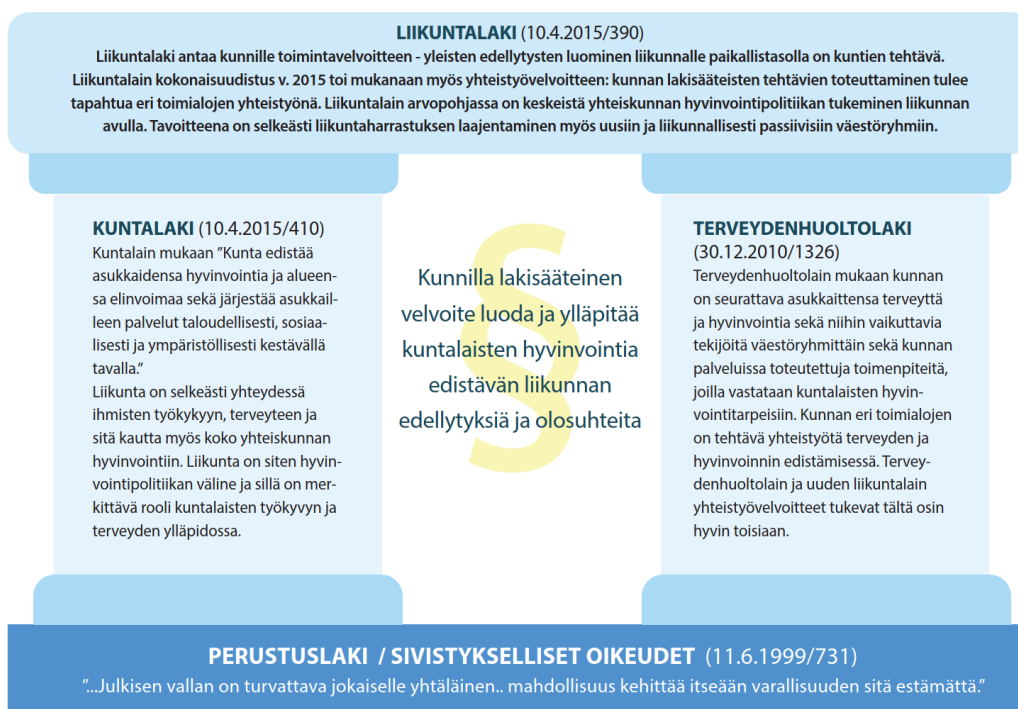 LIIKUNTALAKI (10.4.2015/390)
Liikuntalaki antaa kunnille toimintavelvoitteen - yleisten edellytysten luominen liikunnalle paikallistasolla on kuntien tehtävä.
Liikuntalain kokonaisuudistus v. 2015 toi mukanaan myös yhteistyövelvoitteen: kunnan lakisääteisten tehtävien toteuttaminen tulee
tapahtua eri toimialojen yhteistyönä. Liikuntalain arvopohjassa on keskeistä yhteiskunnan hyvinvointipolitiikan tukeminen liikunnan
avulla. Tavoitteena on selkeästi liikuntaharrastuksen laajentaminen myös uusiin ja liikunnallisesti passiivisiin väestöryhmiin.
KUNTALAKI (10.4.2015/410)
Kuntalain mukaan ”Kunta edistää
asukkaidensa hyvinvointia ja alueen-
sa elinvoimaa sekä järjestää asukkail-
leen palvelut taloudellisesti, sosiaa-
lisesti ja ympäristöllisesti kestävällä
tavalla.”
Liikunta on selkeästi yhteydessä
ihmisten työkykyyn, terveyteen ja
sitä kautta myös koko yhteiskunnan
hyvinvointiin. Liikunta on siten hyvin-
vointipolitiikan väline ja sillä on mer-
kittävä rooli kuntalaisten työkyvyn ja
terveyden ylläpidossa.
§
Kunnilla lakisääteinen
velvoite luoda ja ylläpitää
kuntalaisten hyvinvointia
edistävän liikunnan
edellytyksiä ja olosuhteita
TERVEYDENHUOLTOLAKI
(30.12.2010/1326)
Terveydenhuoltolain mukaan kunnan
on seurattava asukkaittensa terveyttä
ja hyvinvointia sekä niihin vaikuttavia
tekijöitä väestöryhmittäin sekä kunnan
palveluissa toteutettuja toimenpiteitä,
joilla vastataan kuntalaisten hyvin-
vointitarpeisiin. Kunnan eri toimialojen
on tehtävä yhteistyötä terveyden ja
hyvinvoinnin edistämisessä. Tervey-
denhuoltolain ja uuden liikuntalain
yhteistyövelvoitteet tukevat tältä osin
hyvin toisiaan.
PERUSTUSLAKI / SIVISTYKSELLISET OIKEUDET (11.6.1999/731)
”...Julkisen vallan on turvattava jokaiselle yhtäläinen.. mahdollisuus kehittää itseään varallisuuden sitä estämättä.”